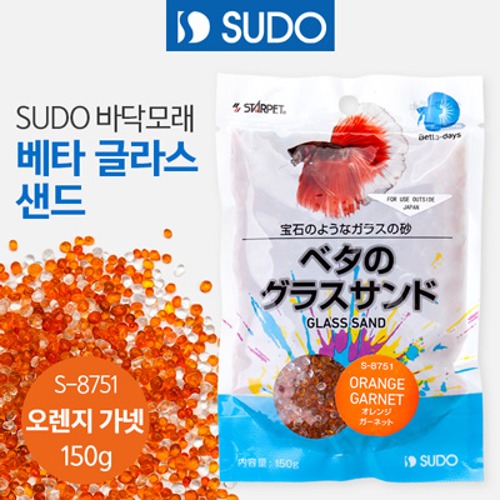 SUDO
SUDO 바닥모래
베타 글라스
샌드
S-8751
오렌지 가넷
150g
STARPET
Betta-days
FOR USE OUTSIDE
JAPAN
宝石のようなガラスの砂
ベタの
グラスサンド
GLASS SAND
S-8751
ORANGE
GARNET
オレンジ
ガーネット
内容量:150g
SUDO